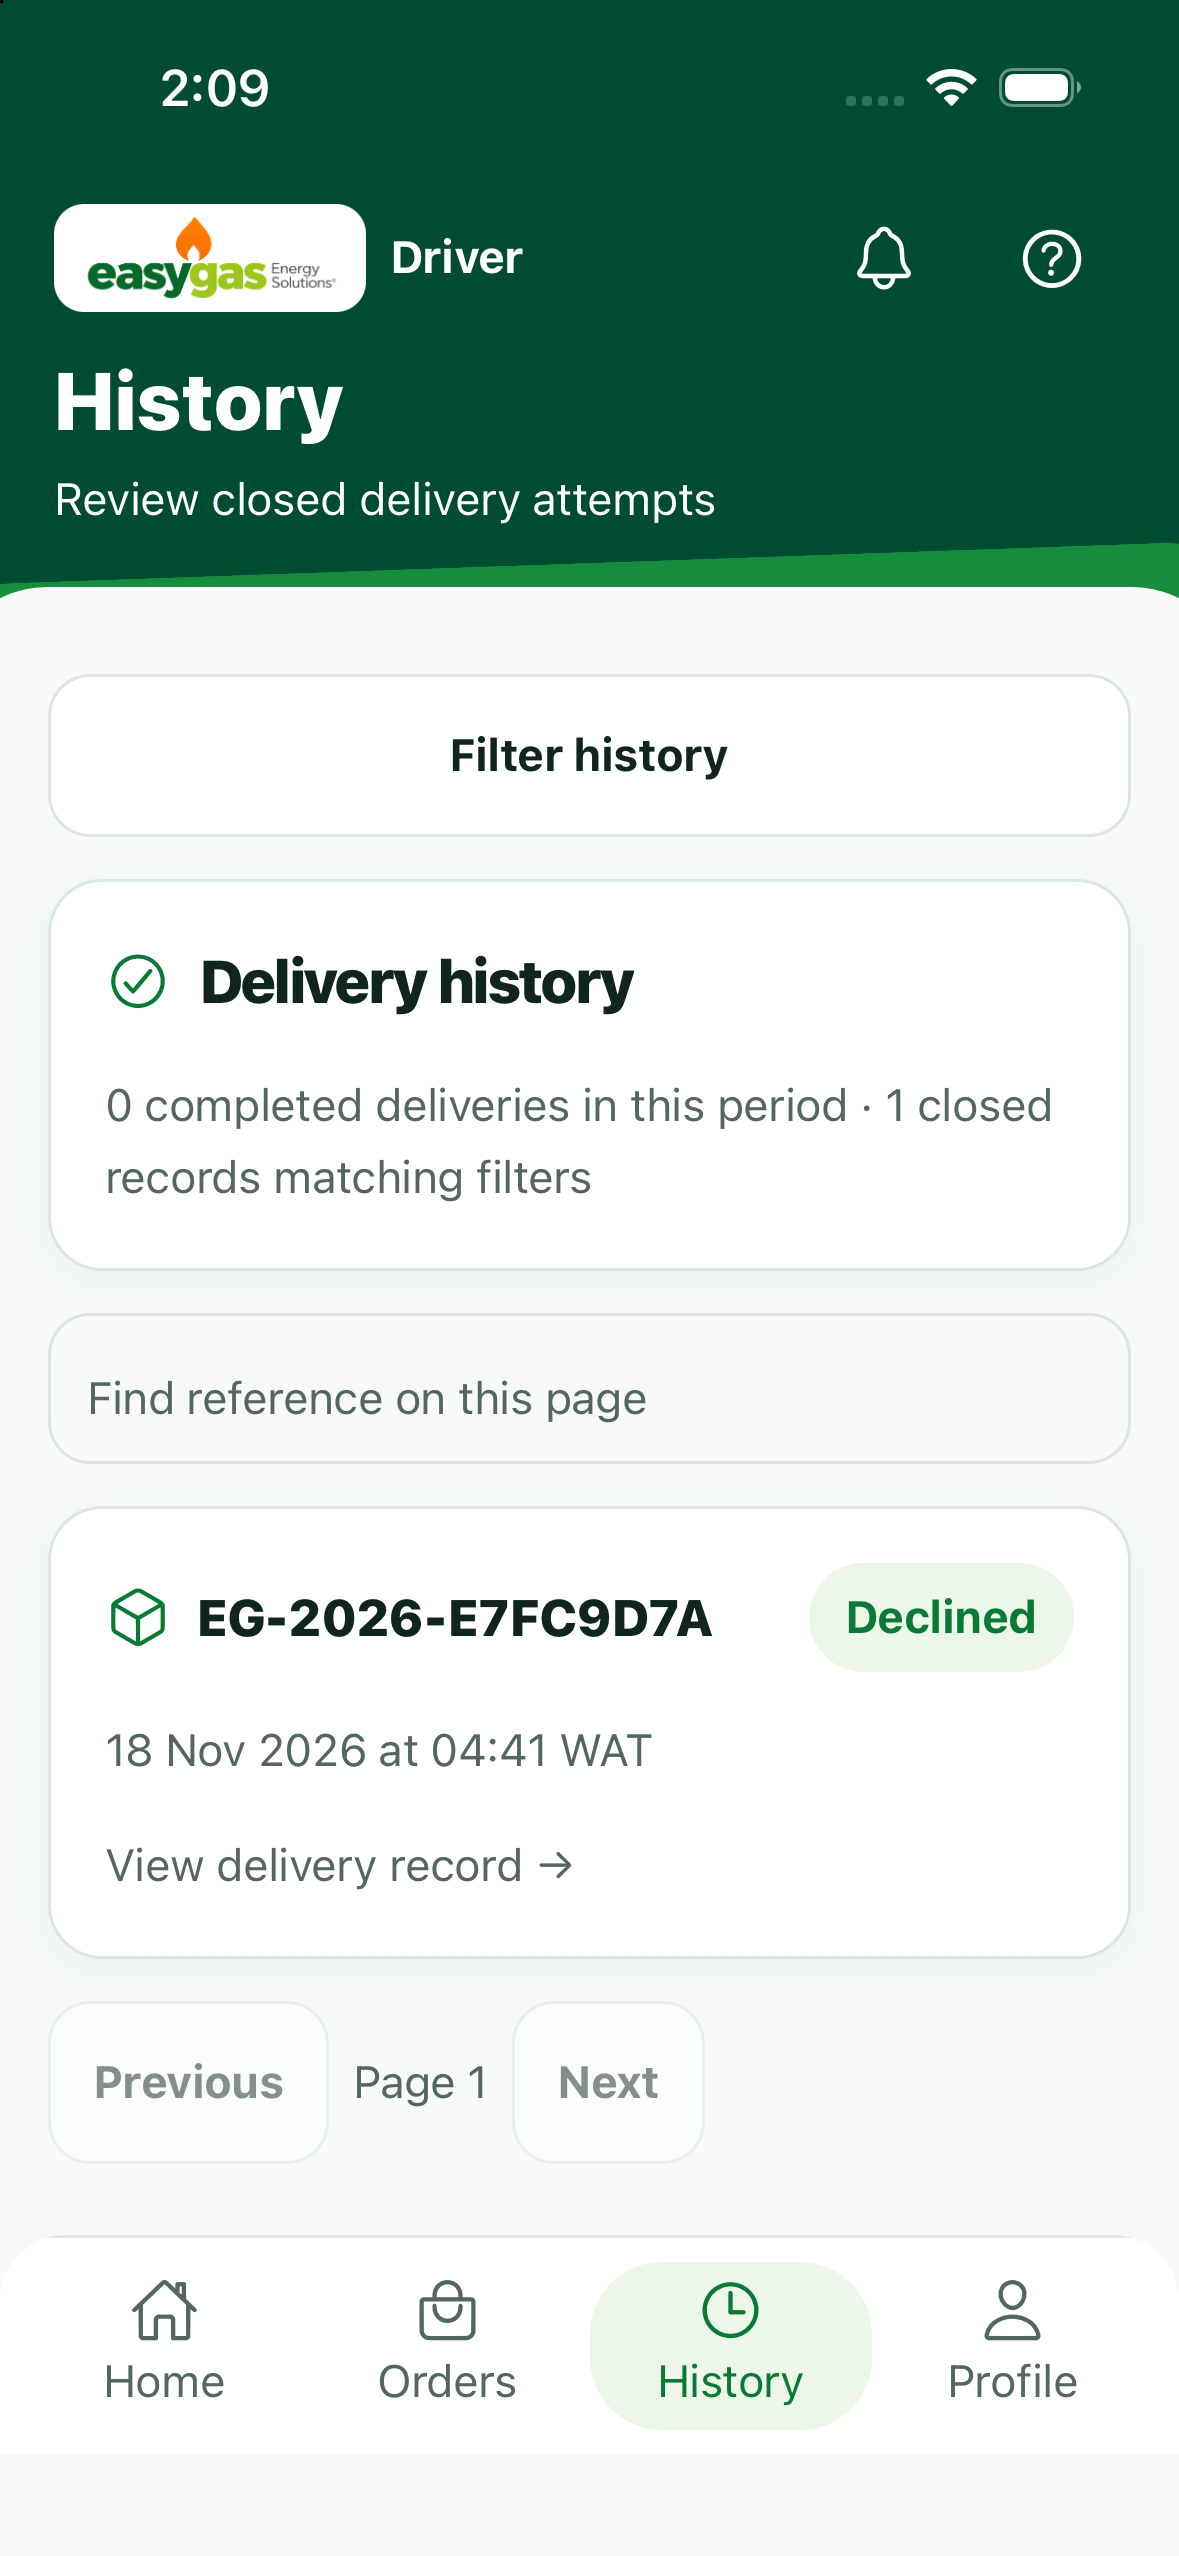 2:09
easygas Energy Solutions®
Driver
History
Review closed delivery attempts
Filter history
Delivery history
0 completed deliveries in this period · 1 closed
records matching filters
Find reference on this page
EG-2026-E7FC9D7A
Declined
18 Nov 2026 at 04:41 WAT
View delivery record →
Previous
Page 1
Next
Home
Orders
History
Profile